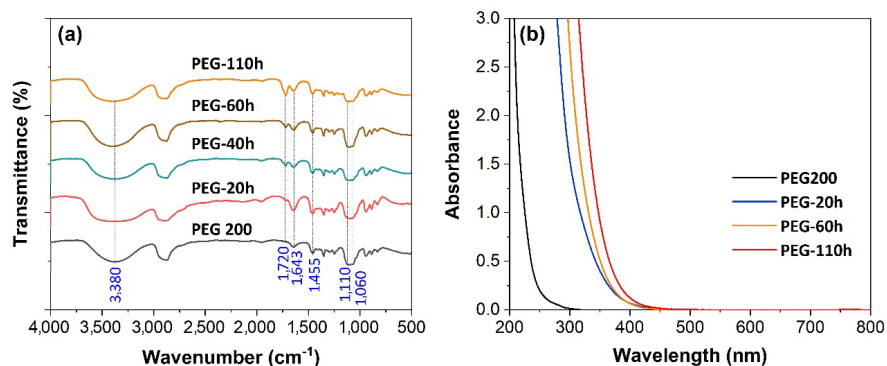 (a)
PEG-110h
PEG-60h
PEG-40h
PEG-20h
PEG 200
3,380
1,720
1,643
1,455
1,110
1,060
Transmittance (%)
4,000 3,500 3,000 2,500 2,000 1,500 1,000 500
Wavenumber (cm⁻¹)
(b)
3.0
2.5
2.0
1.5
1.0
0.5
0.0
Absorbance
PEG200
PEG-20h
PEG-60h
PEG-110h
200 300 400 500 600 700 800
Wavelength (nm)